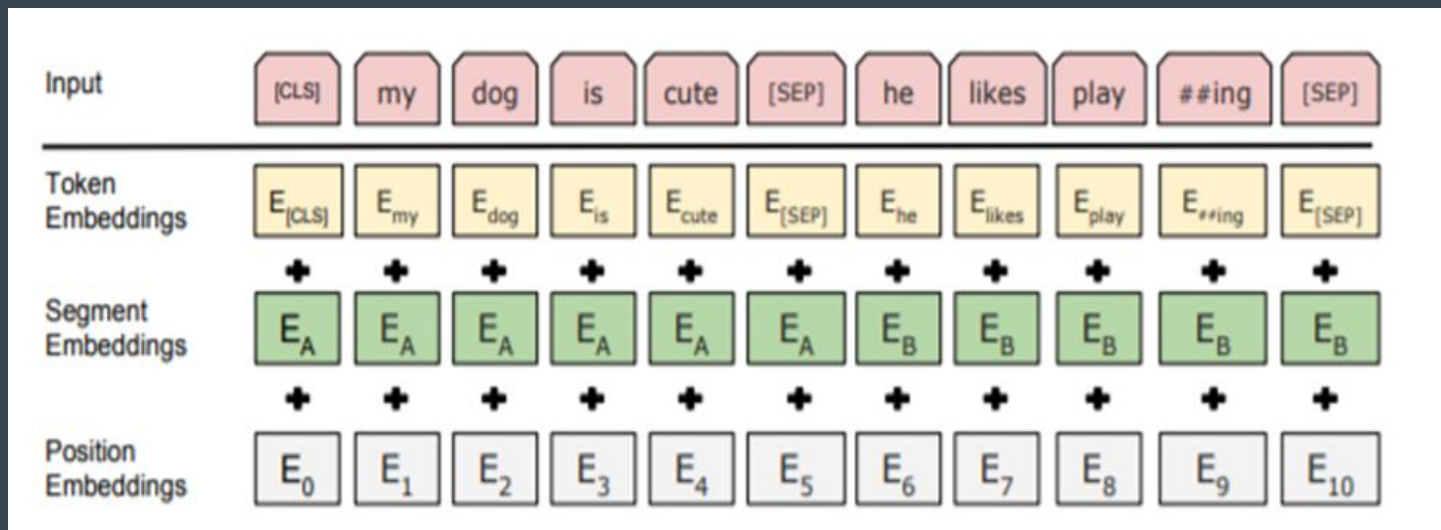 Input [CLS] my dog is cute [SEP] he likes play ##ing [SEP]
Token
Embeddings
E[CLS] Emy Edog Eis Ecute E[SEP] Ehe Elikes Eplay E##ing E[SEP]
+ + + + + + + + + + +
Segment
Embeddings
EA EA EA EA EA EA EB EB EB EB EB
+ + + + + + + + + + +
Position
Embeddings
E0 E1 E2 E3 E4 E5 E6 E7 E8 E9 E10